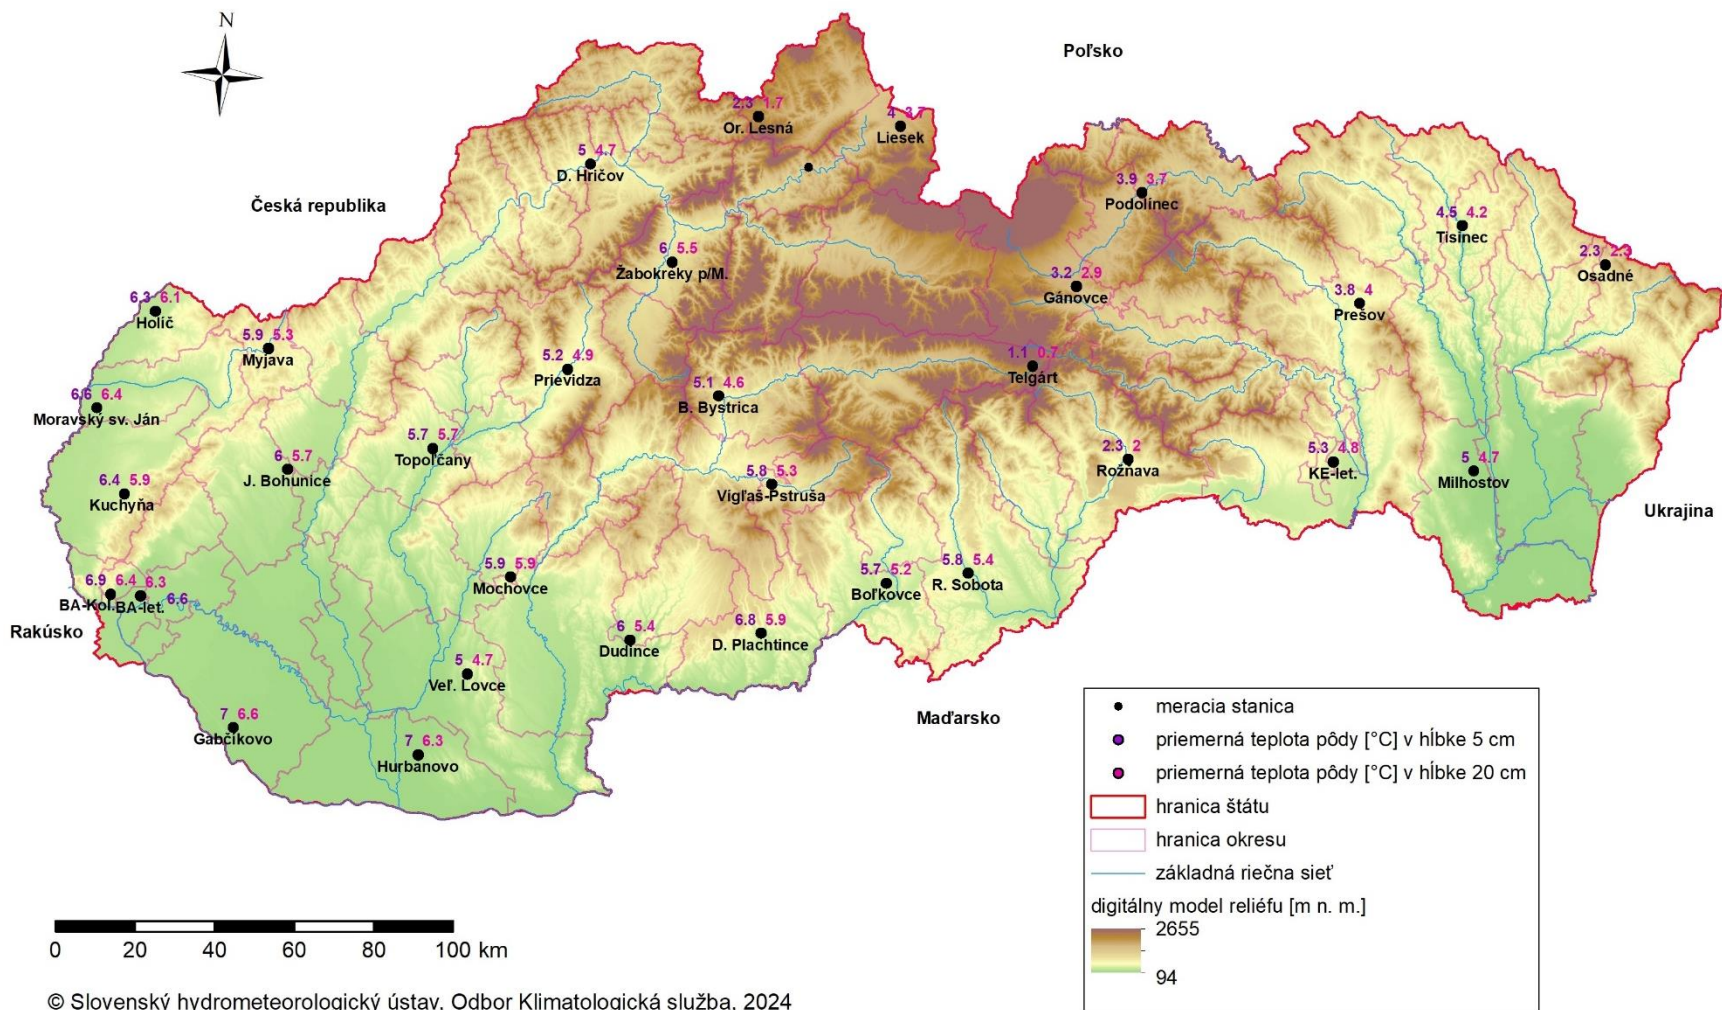 N
Poľsko
2.3 1.7
Or. Lesná
4 3.7
Liesek
5 4.7
D. Hričov
3.9 3.7
Podolínec
Česká republika
4.5 4.2
Tisinec
6 5.5
Žabokreky p/M.
2.3 2.3
Osadné
3.2 2.9
Gánovce
3.8 4
Prešov
6.3 6.1
Holíč
5.9 5.3
Myjava
5.2 4.9
Prievidza
1.1 0.7
Telgárt
5.1 4.6
B. Bystrica
6.6 6.4
Moravský sv. Ján
5.7 5.7
Topoľčany
6 5.7
J. Bohunice
2.3 2
Rožnava
5.3 4.8
KE-let.
5 4.7
Milhostov
5.8 5.3
Vígľaš-Pstruša
6.4 5.9
Kuchyňa
Ukrajina
5.9 5.9
Mochovce
5.7 5.2
Boľkovce
5.8 5.4
R. Sobota
6.9 6.4
BA-Kol.
6.3
BA-let.
6.6
Rakúsko
6 5.4
Dudince
6.8 5.9
D. Plachtince
5 4.7
Veľ. Lovce
Maďarsko
7 6.6
Gabčíkovo
7 6.3
Hurbanovo
meracia stanica
priemerná teplota pôdy [°C] v hĺbke 5 cm
priemerná teplota pôdy [°C] v hĺbke 20 cm
hranica štátu
hranica okresu
základná riečna sieť
digitálny model reliéfu [m n. m.]
2655
94
0 20 40 60 80 100 km
© Slovenský hydrometeorologický ústav, Odbor Klimatologická služba, 2024